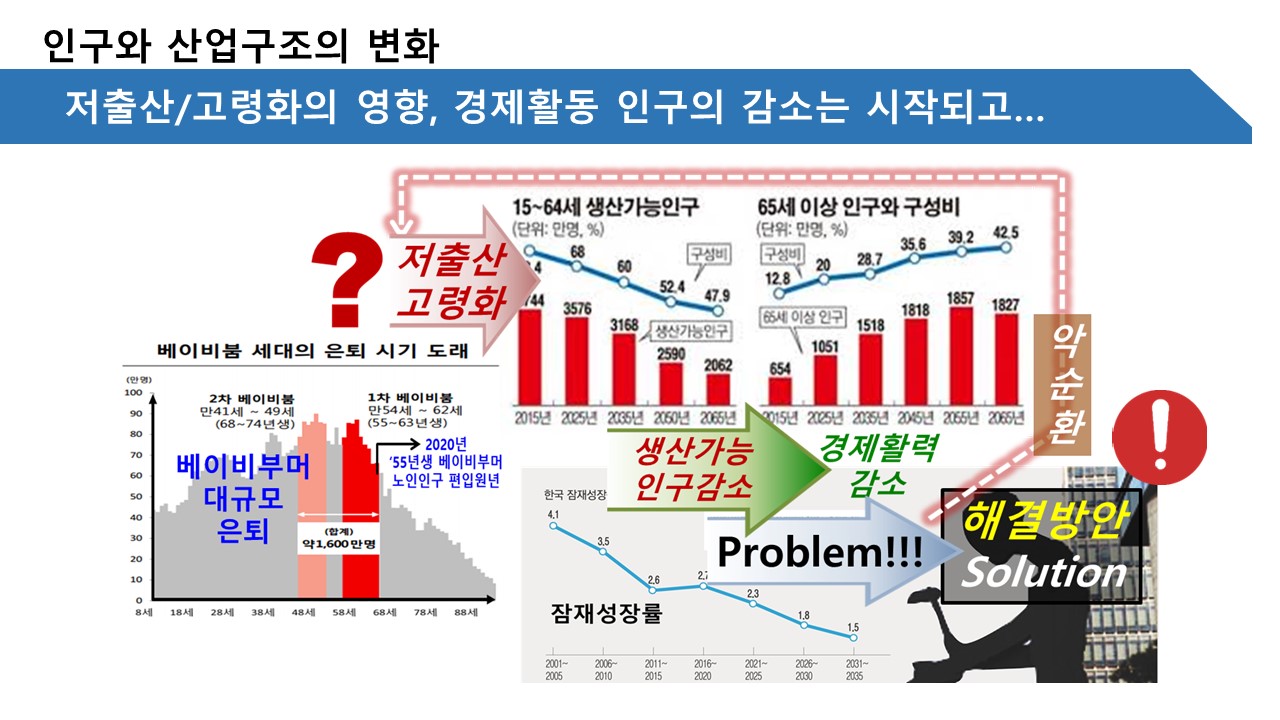 인구와 산업구조의 변화
저출산/고령화의 영향, 경제활동 인구의 감소는 시작되고...
?
저출산
고령화
15~64세 생산가능인구
(단위: 만명, %)
구성비
68
60
52.4
47.9
3576
3168
생산가능인구
2590
2062
2015년 2025년 2035년 2050년 2065년
65세 이상 인구와 구성비
(단위: 만명, %)
구성비
12.8
20
28.7
35.6
39.2
42.5
65세 이상 인구
654
1051
1518
1818
1857
1827
2015년 2025년 2035년 2045년 2055년 2065년
악
순
환
!
베이비붐 세대의 은퇴 시기 도래
(만명)
100
90
80
70
60
50
40
30
20
10
0
2차 베이비붐
만41세 ~ 49세
(68~74년생)
1차 베이비붐
만54세 ~ 62세
(55~63년생)
2020년
'55년생 베이비부머
노인인구 편입원년
베이비부머
대규모
은퇴
(합계)
약1,600만명
8세 18세 28세 38세 48세 58세 68세 78세 88세
생산가능
인구감소
경제활력
감소
한국 잠재성장
4.1
3.5
2.6
2.3
1.8
1.5
잠재성장률
2001~ 2006~ 2011~ 2016~ 2021~ 2026~ 2031~
2005 2010 2015 2020 2025 2030 2035
Problem!!!
해결방안
Solution